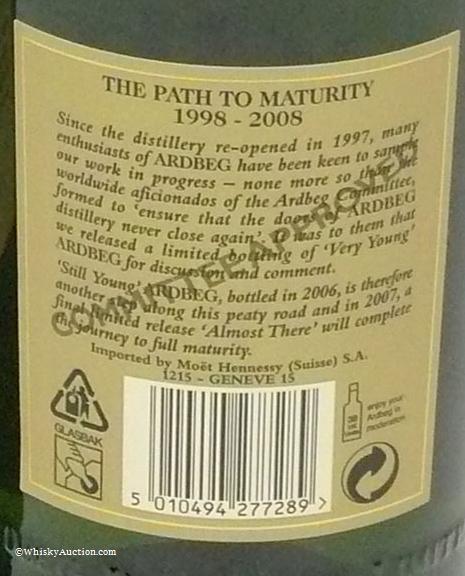 THE PATH TO MATURITY
1998 - 2008
Since the distillery re-opened in 1997, many
enthusiasts of ARDBEG have been keen to sample
our work in progress — none more so than the
worldwide aficionados of the Ardbeg Committee,
formed to ‘ensure that the doors of ARDBEG
distillery never close again’. It was to them that
we released a limited bottling of ‘Very Young’
ARDBEG for discussion and comment.
‘Still Young’ ARDBEG, bottled in 2006, is therefore
another step along this peaty road and in 2007, a
final limited release ‘Almost There’ will complete
the journey to full maturity.
COMMITTEE APPROVED
Imported by Moët Hennessy (Suisse) S.A.
1215 - GENEVE 15
GLASBAK
enjoy your
Ardbeg in
moderation
5 010494 277289 >
©WhiskyAuction.com